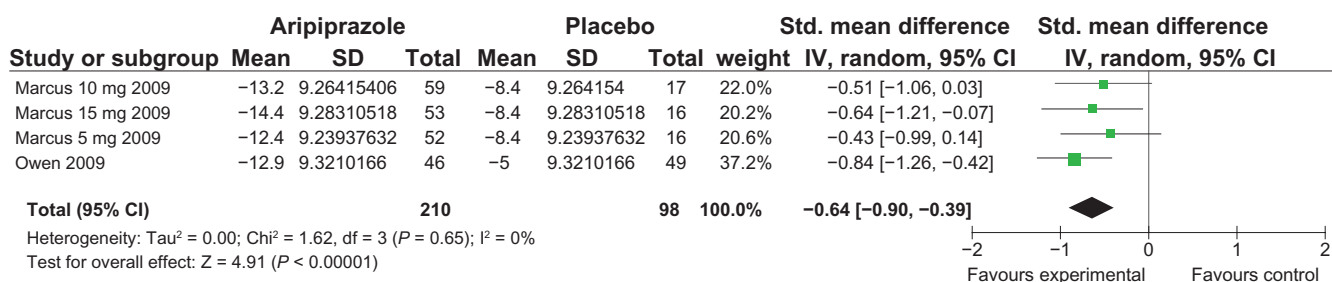 Aripiprazole Placebo Std. mean difference Std. mean difference
Study or subgroup Mean SD Total Mean SD Total weight IV, random, 95% CI IV, random, 95% CI
Marcus 10 mg 2009 −13.2 9.26415406 59 −8.4 9.264154 17 22.0% −0.51 [−1.06, 0.03]
Marcus 15 mg 2009 −14.4 9.28310518 53 −8.4 9.28310518 16 20.2% −0.64 [−1.21, −0.07]
Marcus 5 mg 2009 −12.4 9.23937632 52 −8.4 9.23937632 16 20.6% −0.43 [−0.99, 0.14]
Owen 2009 −12.9 9.3210166 46 −5 9.3210166 49 37.2% −0.84 [−1.26, −0.42]
Total (95% CI) 210 98 100.0% −0.64 [−0.90, −0.39]
Heterogeneity: Tau² = 0.00; Chi² = 1.62, df = 3 (P = 0.65); I² = 0%
Test for overall effect: Z = 4.91 (P < 0.00001)
−2 −1 0 1 2
Favours experimental Favours control